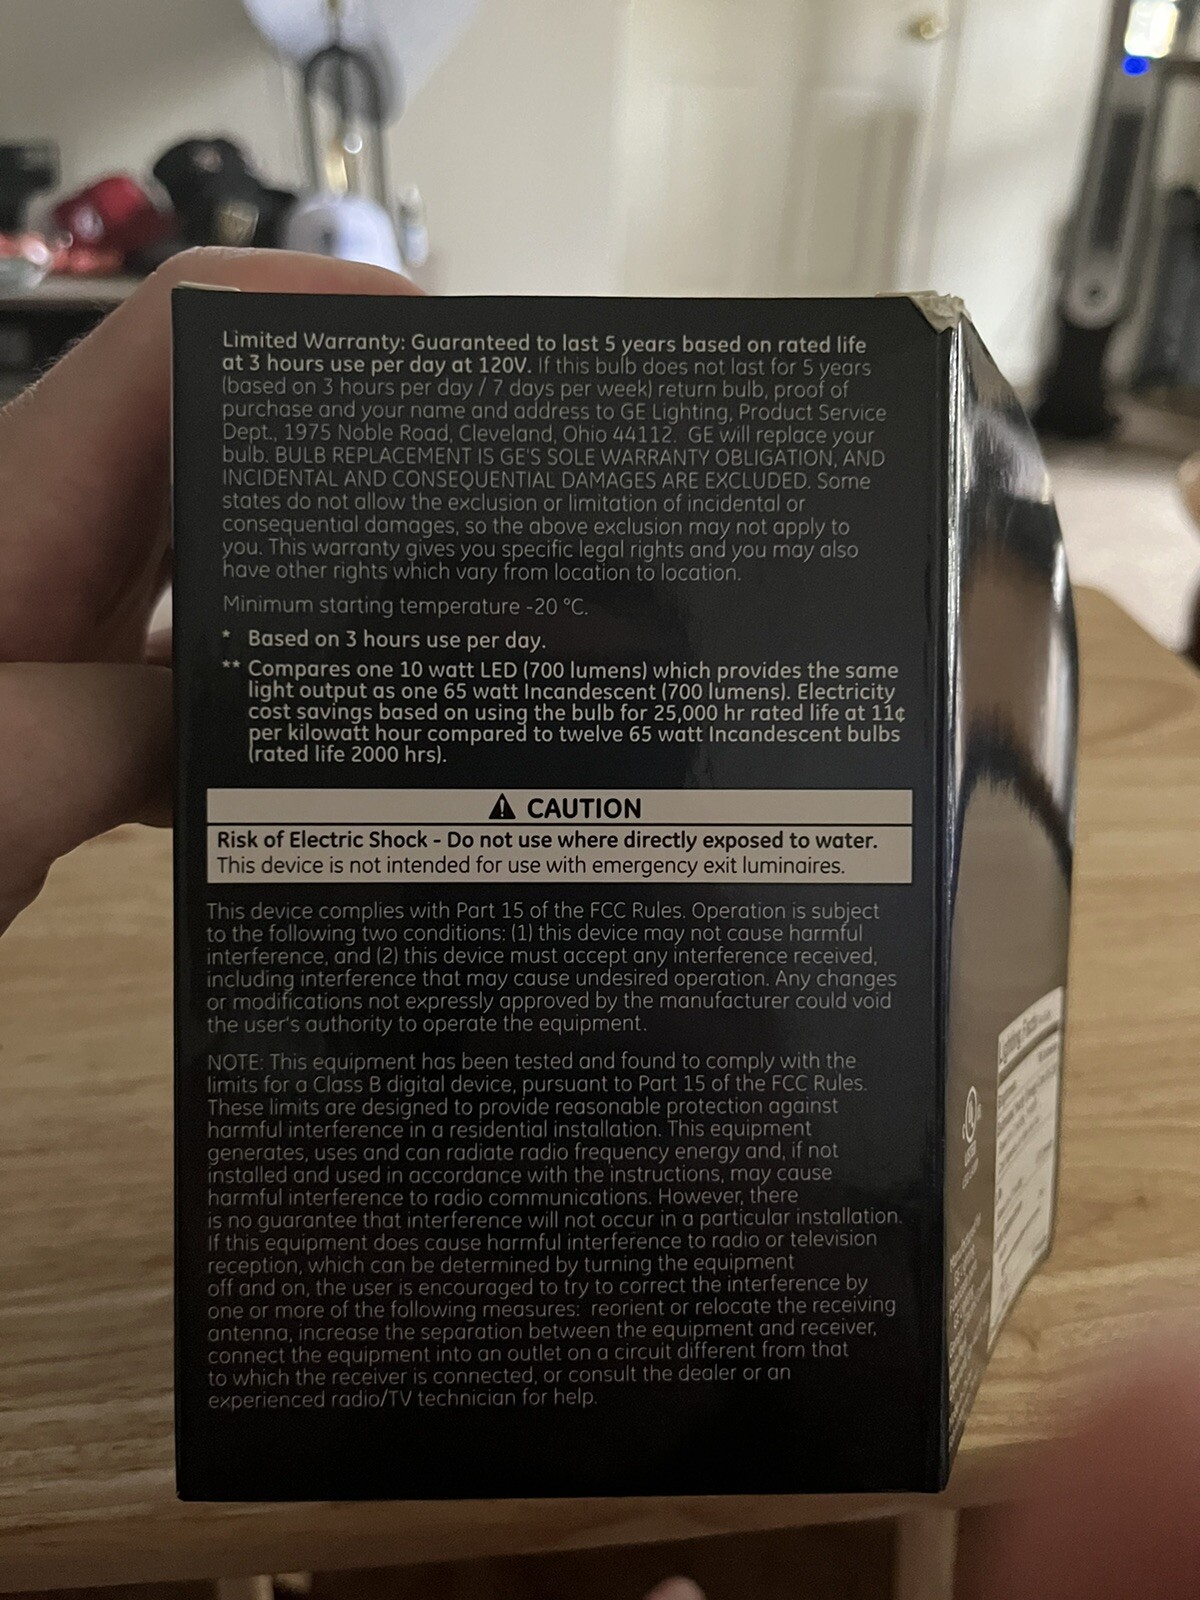 Limited Warranty: Guaranteed to last 5 years based on rated life
at 3 hours use per day at 120V. If this bulb does not last for 5 years
(based on 3 hours per day / 7 days per week) return bulb, proof of
purchase and your name and address to GE Lighting, Product Service
Dept., 1975 Noble Road, Cleveland, Ohio 44112. GE will replace your
bulb. BULB REPLACEMENT IS GE'S SOLE WARRANTY OBLIGATION, AND
INCIDENTAL AND CONSEQUENTIAL DAMAGES ARE EXCLUDED. Some
states do not allow the exclusion or limitation of incidental or
consequential damages, so the above exclusion may not apply to
you. This warranty gives you specific legal rights and you may also
have other rights which vary from location to location.
Minimum starting temperature -20 °C.
* Based on 3 hours use per day.
** Compares one 10 watt LED (700 lumens) which provides the same
light output as one 65 watt Incandescent (700 lumens). Electricity
cost savings based on using the bulb for 25,000 hr rated life at 11¢
per kilowatt hour compared to twelve 65 watt Incandescent bulbs
(rated life 2000 hrs).
CAUTION
Risk of Electric Shock - Do not use where directly exposed to water.
This device is not intended for use with emergency exit luminaires.
This device complies with Part 15 of the FCC Rules. Operation is subject
to the following two conditions: (1) this device may not cause harmful
interference, and (2) this device must accept any interference received,
including interference that may cause undesired operation. Any changes
or modifications not expressly approved by the manufacturer could void
the user's authority to operate the equipment.
NOTE: This equipment has been tested and found to comply with the
limits for a Class B digital device, pursuant to Part 15 of the FCC Rules.
These limits are designed to provide reasonable protection against
harmful interference in a residential installation. This equipment
generates, uses and can radiate radio frequency energy and, if not
installed and used in accordance with the instructions, may cause
harmful interference to radio communications. However, there
is no guarantee that interference will not occur in a particular installation.
If this equipment does cause harmful interference to radio or television
reception, which can be determined by turning the equipment
off and on, the user is encouraged to try to correct the interference by
one or more of the following measures: reorient or relocate the receiving
antenna, increase the separation between the equipment and receiver,
connect the equipment into an outlet on a circuit different from that
to which the receiver is connected, or consult the dealer or an
experienced radio/TV technician for help.
Lighting Facts